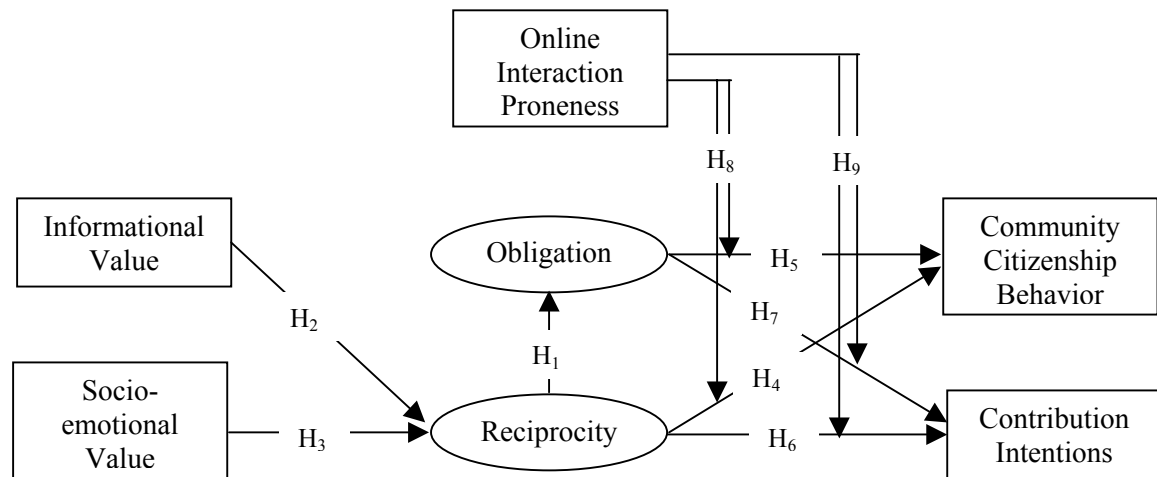 Online
Interaction
Proneness
H₈
H₉
Informational
Value
Obligation
H₅
Community
Citizenship
Behavior
H₂
H₇
H₁
H₄
Socio-
emotional
Value
H₃
Reciprocity
H₆
Contribution
Intentions